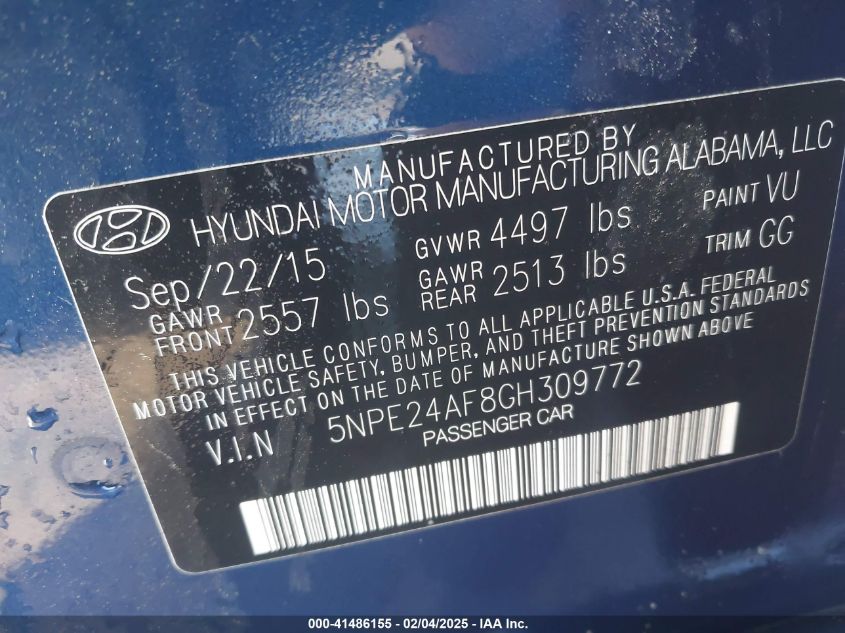 MANUFACTURED BY
HYUNDAI MOTOR MANUFACTURING ALABAMA, LLC
Sep/22/15 GVWR 4497 lbs PAINT VU
GAWR FRONT 2557 lbs GAWR REAR 2513 lbs TRIM GG
THIS VEHICLE CONFORMS TO ALL APPLICABLE U.S.A. FEDERAL
MOTOR VEHICLE SAFETY, BUMPER, AND THEFT PREVENTION STANDARDS
IN EFFECT ON THE DATE OF MANUFACTURE SHOWN ABOVE
V.I.N 5NPE24AF8GH309772
PASSENGER CAR
000-41486155 - 02/04/2025 - IAA Inc.